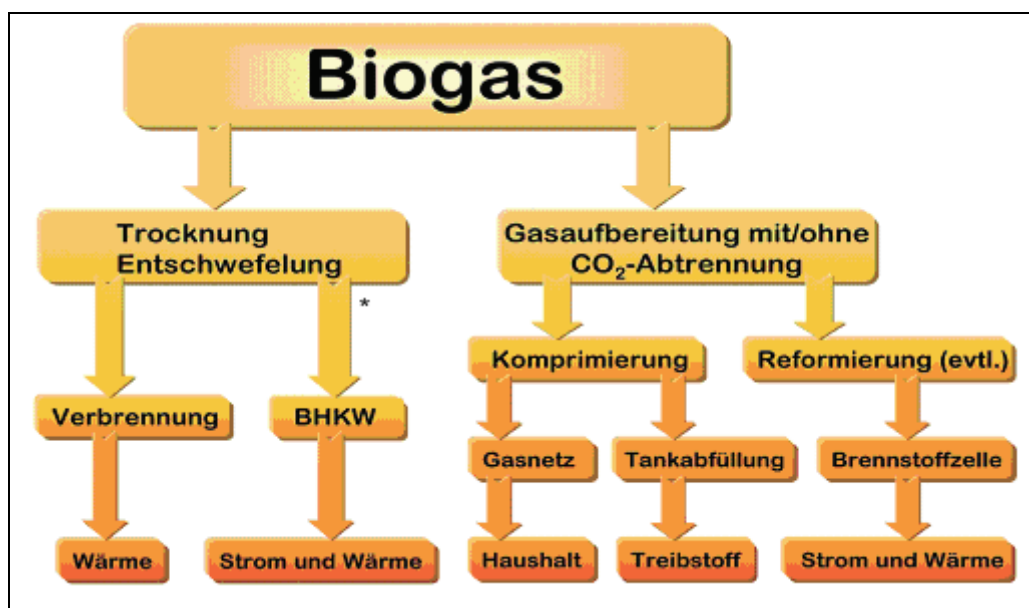 Biogas
Trocknung
Entschwefelung
Gasaufbereitung mit/ohne
CO₂-Abtrennung
*
Komprimierung
Reformierung (evtl.)
Verbrennung
BHKW
Gasnetz
Tankabfüllung
Brennstoffzelle
Wärme
Strom und Wärme
Haushalt
Treibstoff
Strom und Wärme